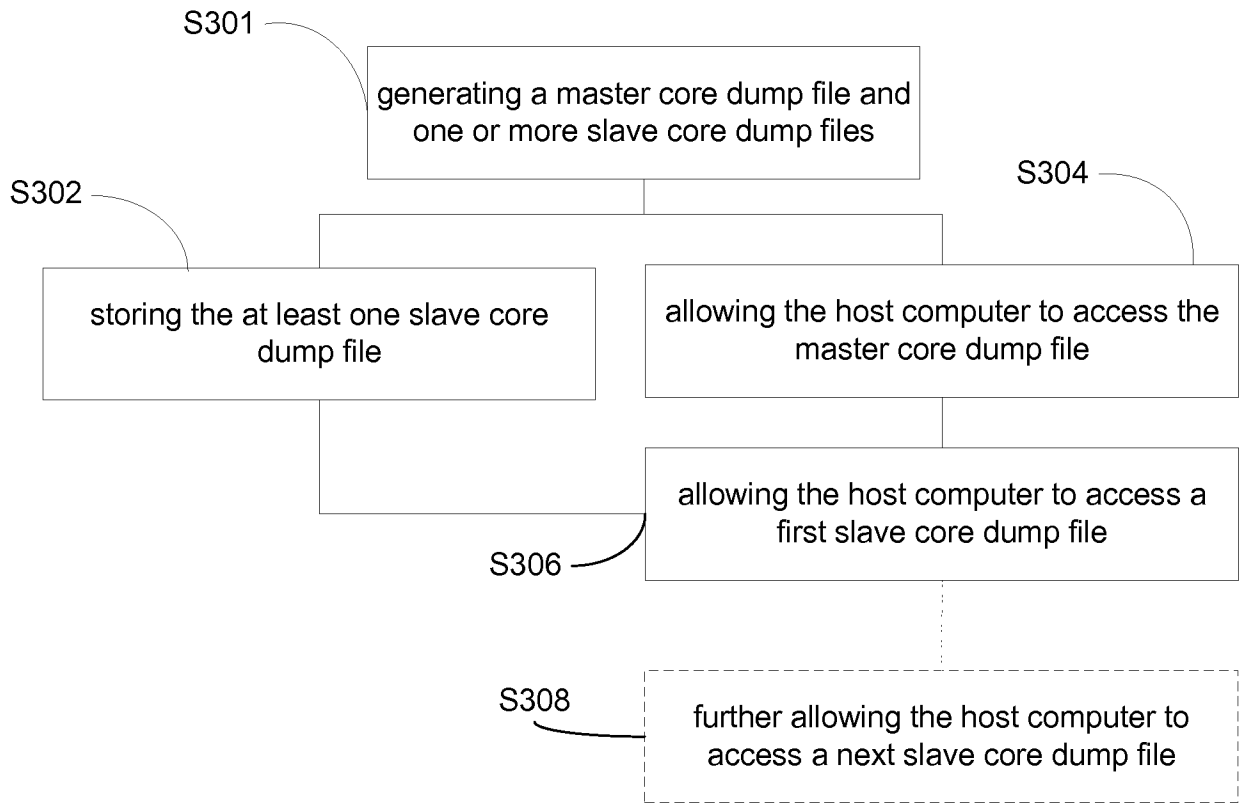 S301
generating a master core dump file and
one or more slave core dump files
S302
S304
storing the at least one slave core
dump file
allowing the host computer to access the
master core dump file
allowing the host computer to access a
first slave core dump file
S306
S308
further allowing the host computer to
access a next slave core dump file